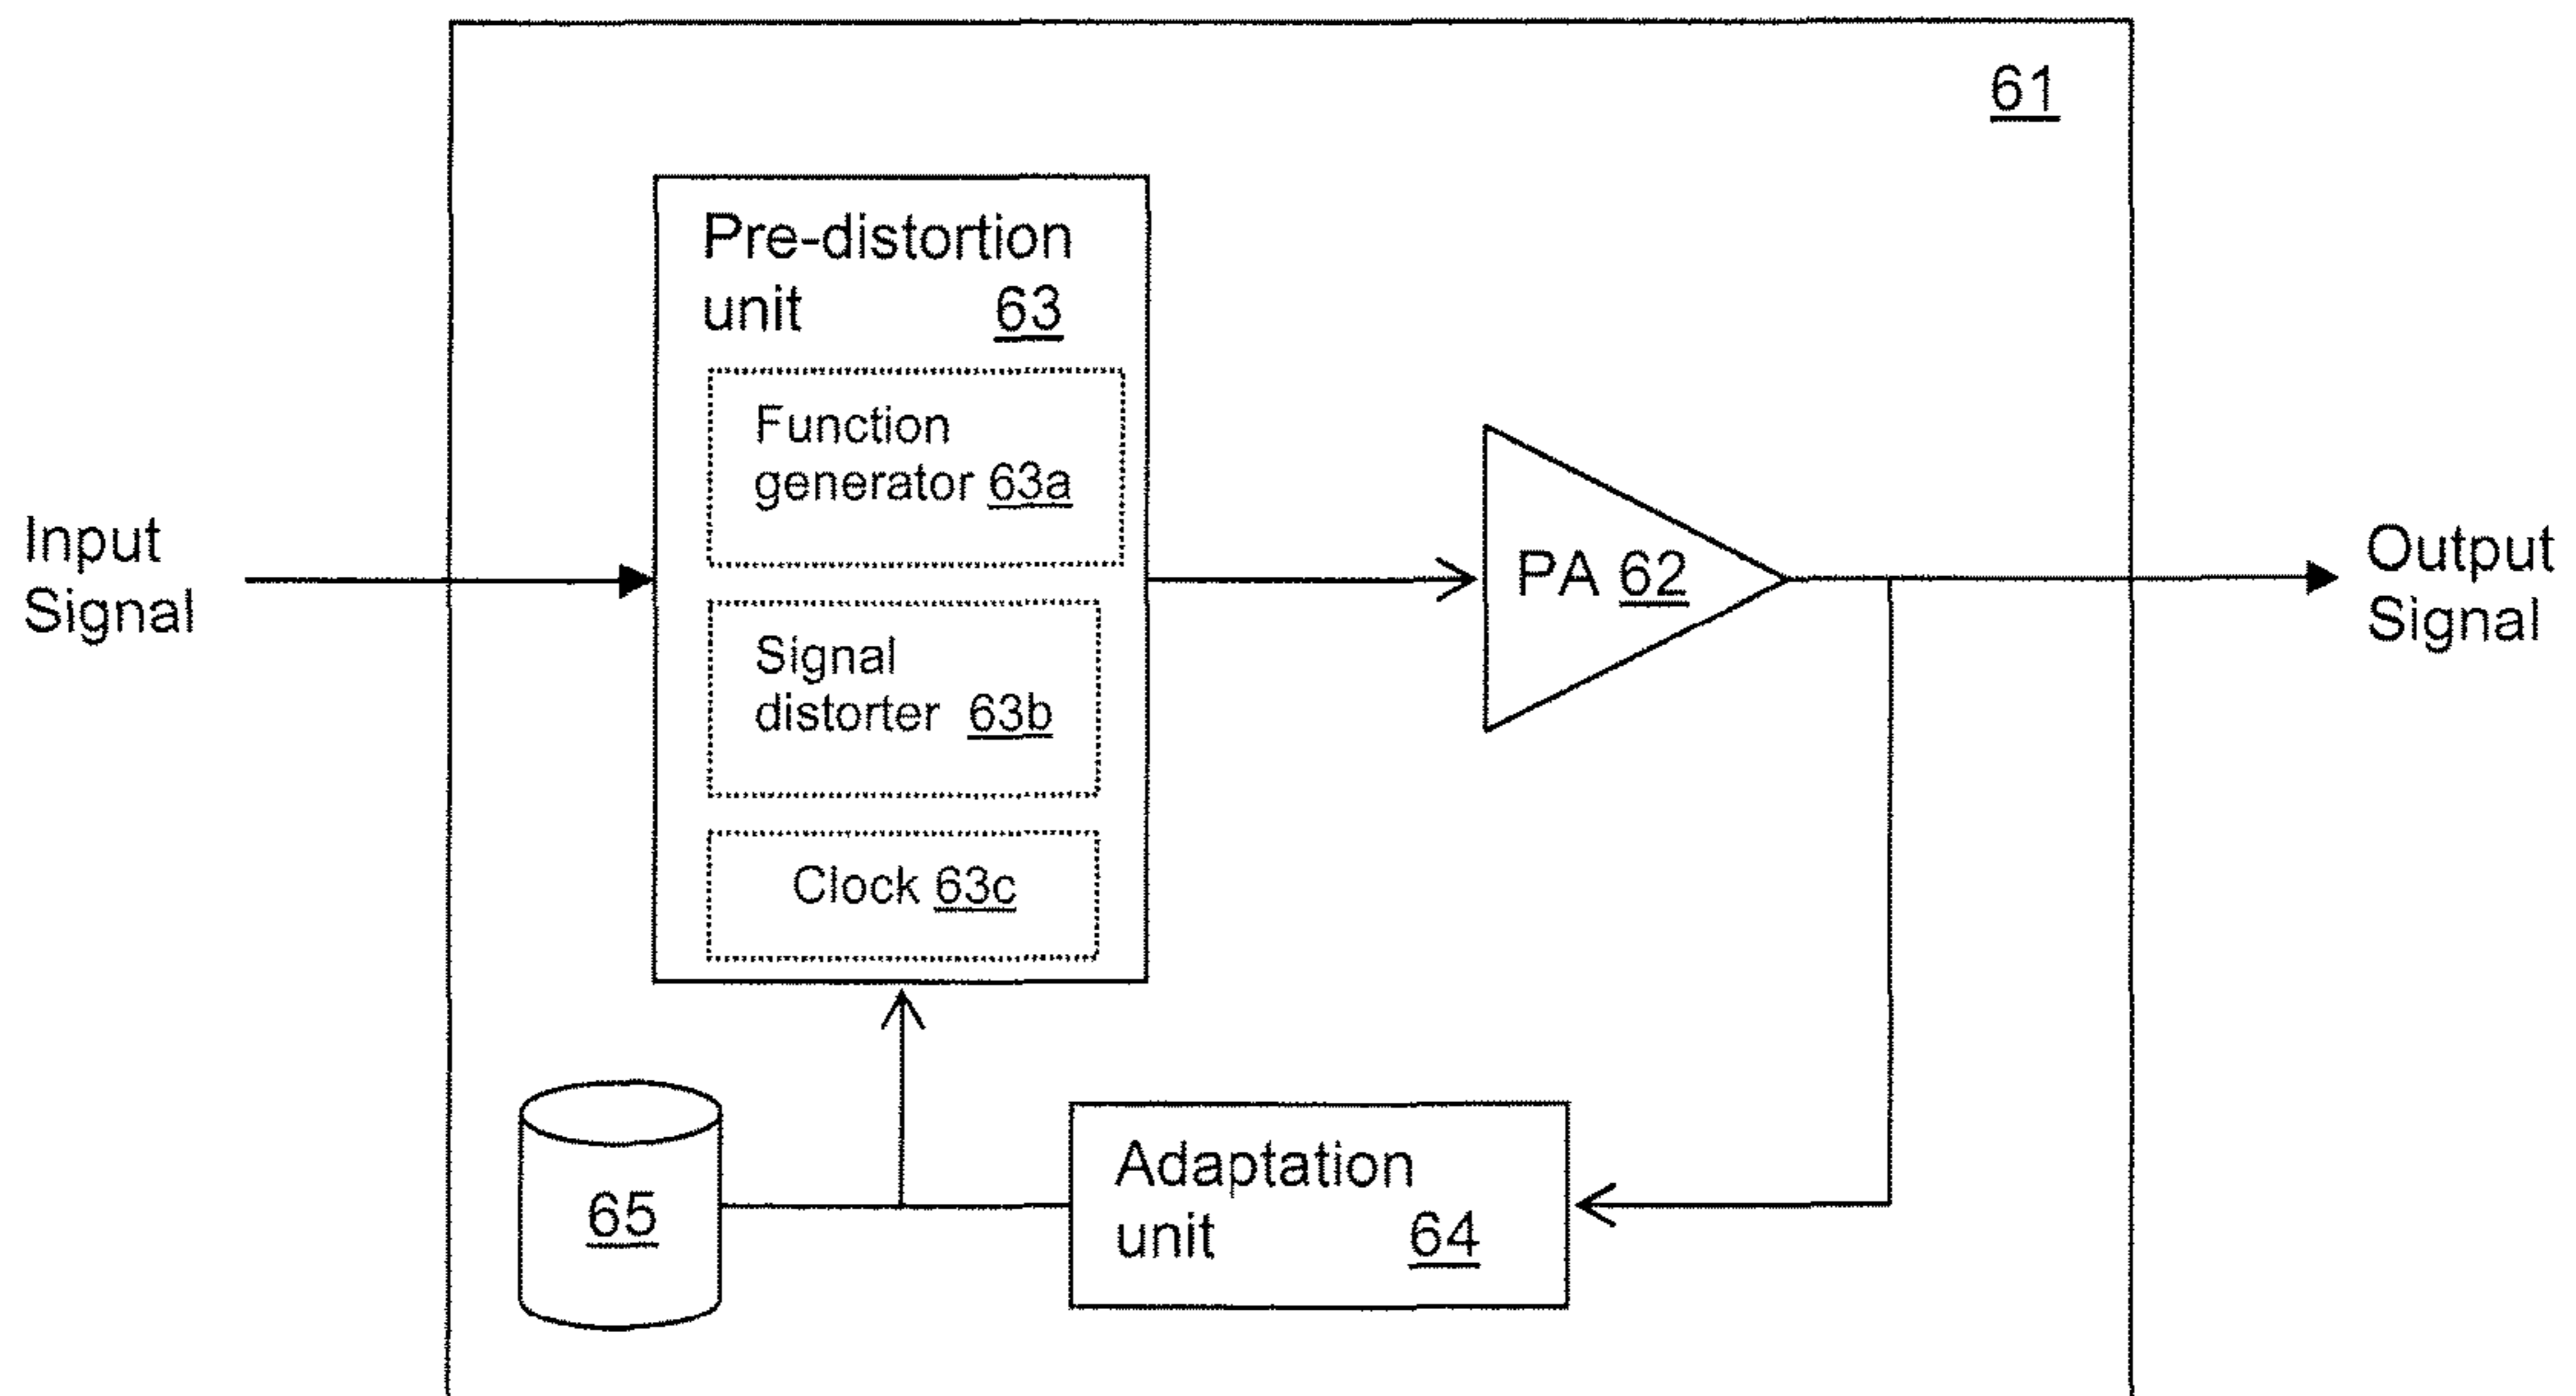 61
Pre-distortion
unit 63
Function
generator 63a
Input
Signal
PA 62
Output
Signal
Signal
distorter 63b
Clock 63c
65
Adaptation
unit 64